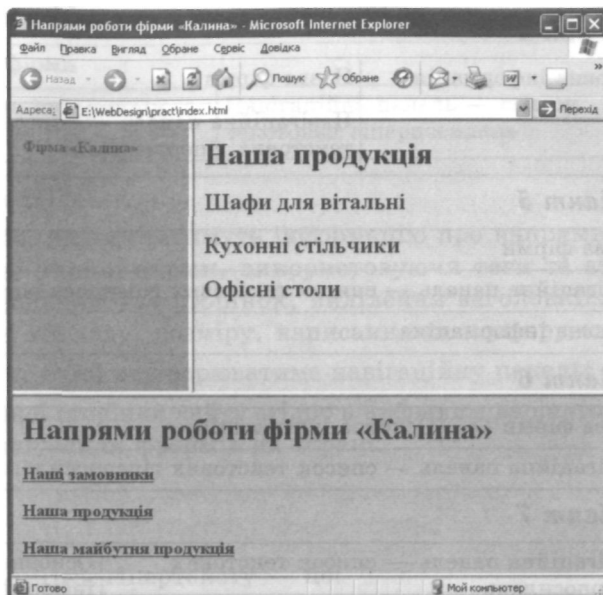 Напрями роботи фірми «Калина» - Microsoft Internet Explorer
Файл Правка Вигляд Обране Сервіс Довідка
Назад Пошук Обране »
Адреса: E:\WebDesign\pract\index.html Перехід
Фірма «Калина»
Наша продукція
Шафи для вітальні
Кухонні стільчики
Офісні столи
Напрями роботи фірми «Калина»
Наші замовники
Наша продукція
Наша майбутня продукція
Готово Мой компьютер